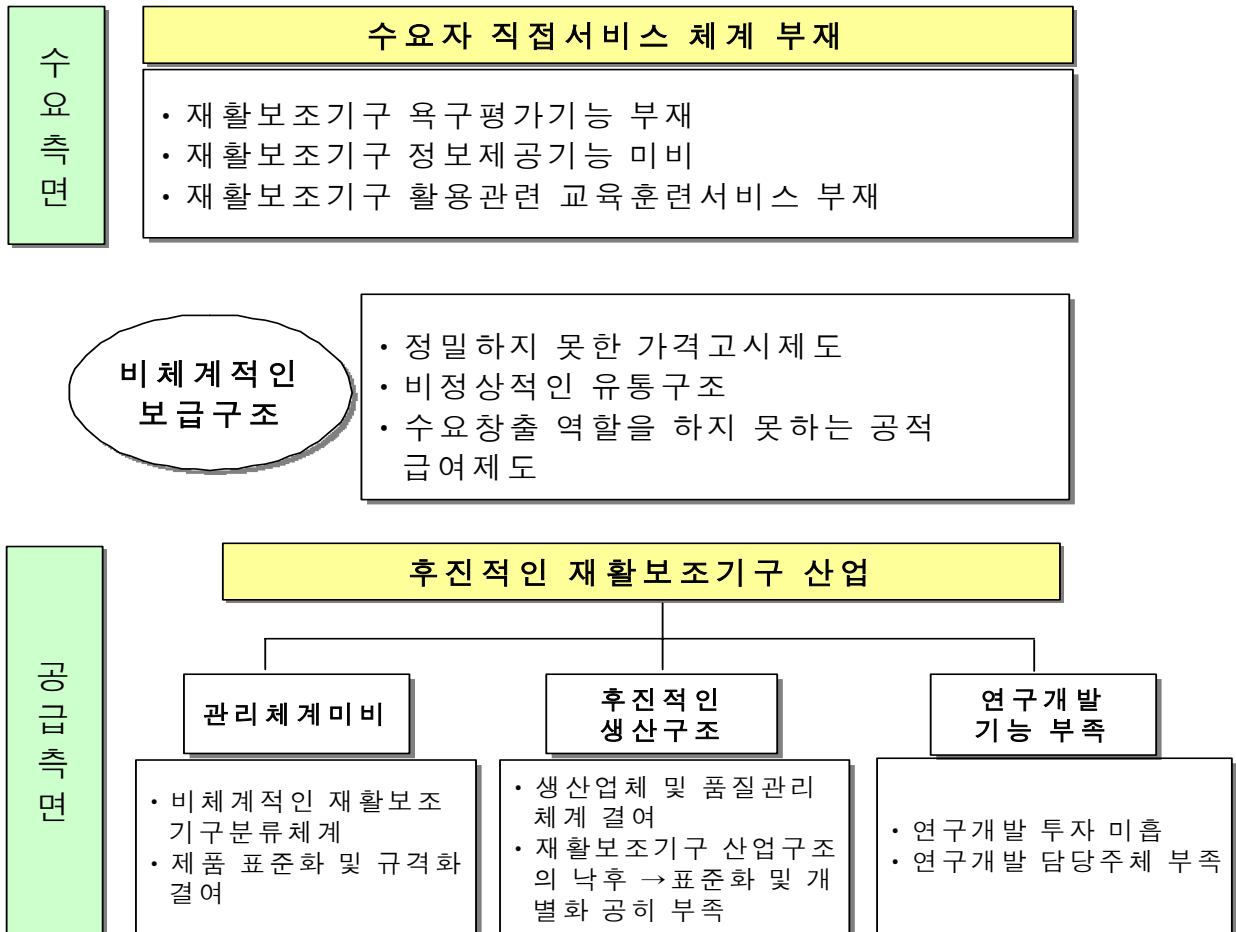 수요측면
수요자 직접서비스 체계 부재
· 재활보조기구 욕구평가기능 부재
· 재활보조기구 정보제공기능 미비
· 재활보조기구 활용관련 교육훈련서비스 부재
비체계적인
보급구조
· 정밀하지 못한 가격고시제도
· 비정상적인 유통구조
· 수요창출 역할을 하지 못하는 공적
급여제도
공급측면
후진적인 재활보조기구 산업
관리체계미비
· 비체계적인 재활보조
기구분류체계
· 제품 표준화 및 규격화
결여
후진적인
생산구조
· 생산업체 및 품질관리
체계 결여
· 재활보조기구 산업구조
의 낙후 →표준화 및 개
별화 공히 부족
연구개발
기능 부족
· 연구개발 투자 미흡
· 연구개발 담당주체 부족